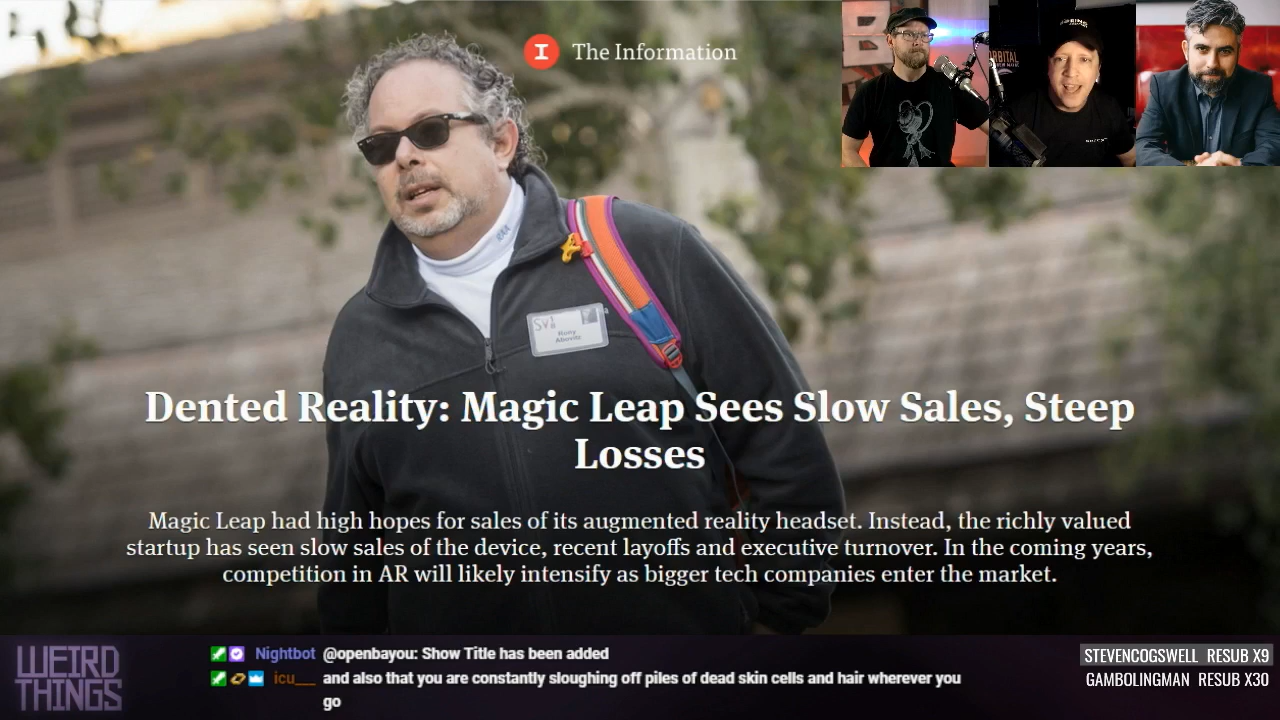 The Information
Rony
Abovitz
Dented Reality: Magic Leap Sees Slow Sales, Steep
Losses
Magic Leap had high hopes for sales of its augmented reality headset. Instead, the richly valued
startup has seen slow sales of the device, recent layoffs and executive turnover. In the coming years,
competition in AR will likely intensify as bigger tech companies enter the market.
WEIRD
THINGS
Nightbot @openbayou: Show Title has been added
icu__ and also that you are constantly sloughing off piles of dead skin cells and hair wherever you
go
STEVENCOGSWELL RESUB X9
GAMBOLINGMAN RESUB X30